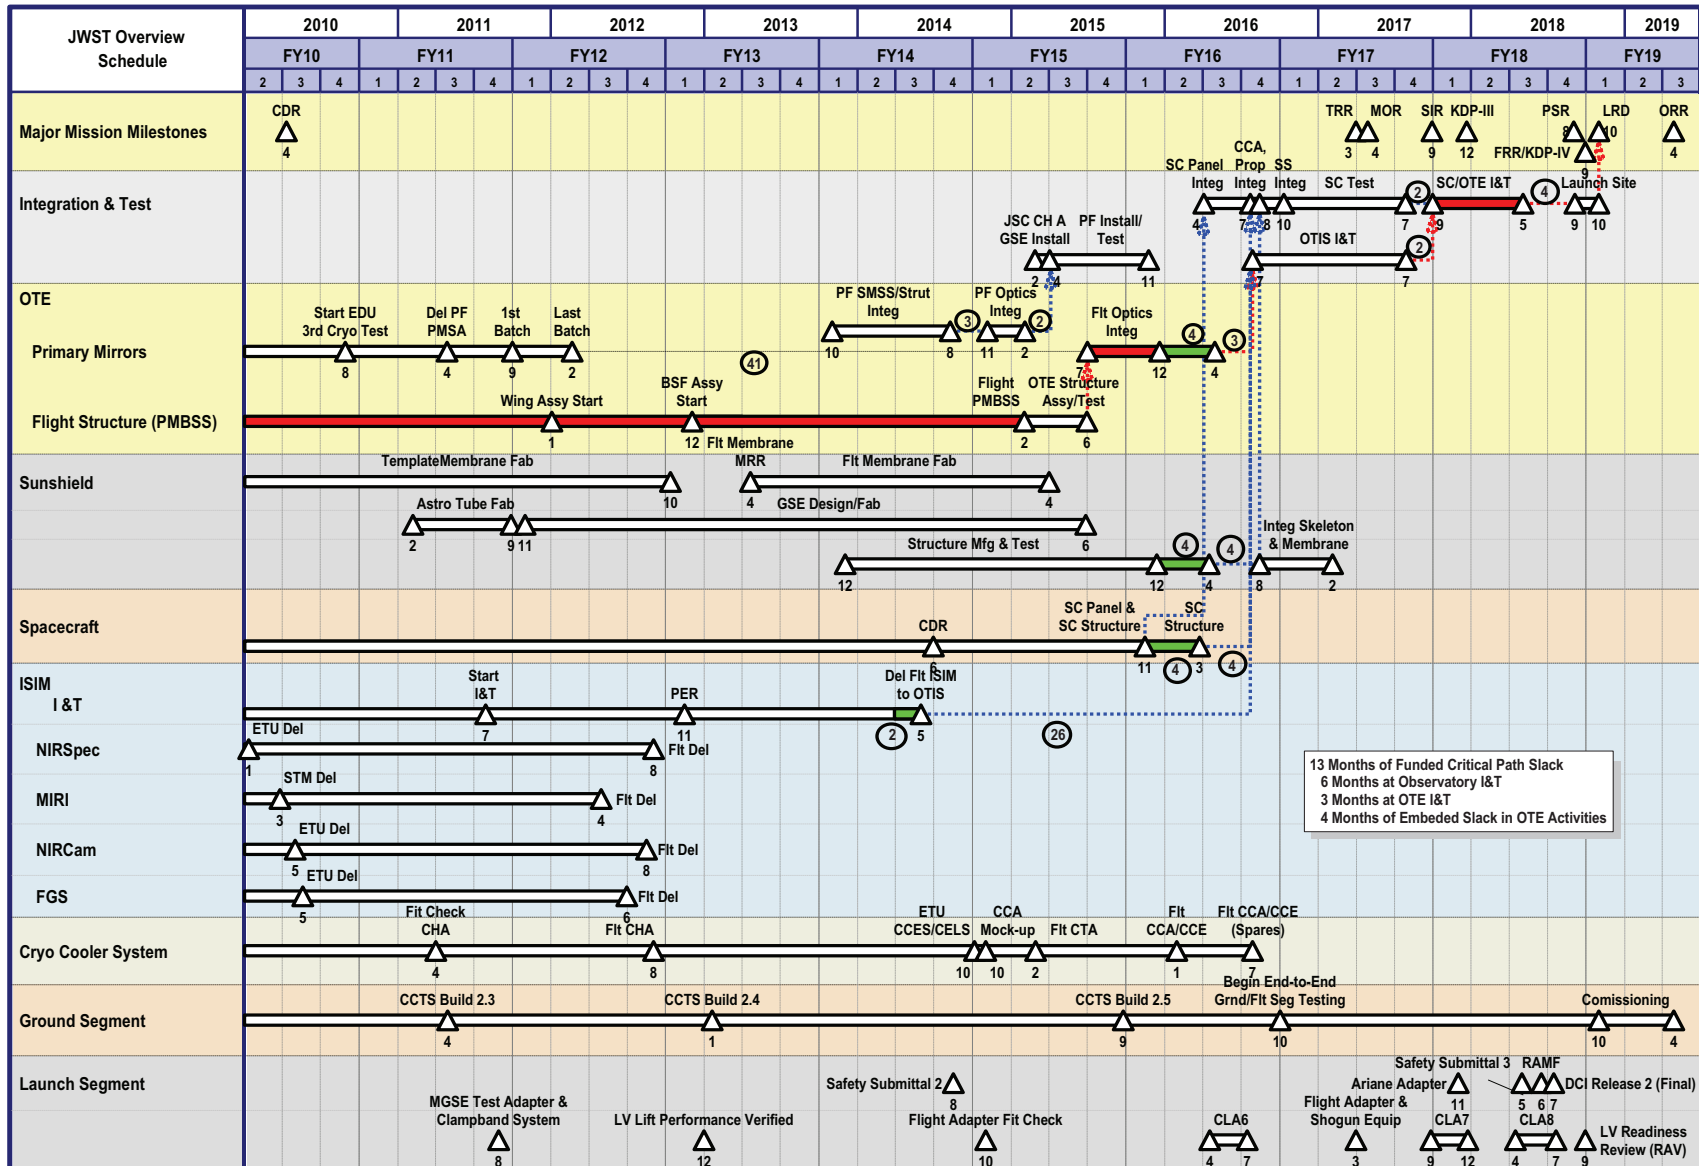 JWST Overview
Schedule
2010 2011 2012 2013 2014 2015 2016 2017 2018 2019
FY10 FY11 FY12 FY13 FY14 FY15 FY16 FY17 FY18 FY19
2 3 4 1 2 3 4 1 2 3 4 1 2 3 4 1 2 3 4 1 2 3 4 1 2 3 4 1 2 3 4 1 2 3 4 1 2 3
Major Mission Milestones
CDR
4
TRR MOR SIR KDP-III PSR LRD ORR
8 10
3 4 9 12 FRR/KDP-IV 4
9
Integration & Test
CCA,
SC Panel Prop SS
Integ Integ Integ SC Test 2 SC/OTE I&T 4 Launch Site
4 7 8 10 7 9 5 9 10
JSC CH A PF Install/
GSE Install Test
OTIS I&T 2
2 4 11 7 7
OTE
PF SMSS/Strut PF Optics
Integ 3 Integ 2
10 8 11 2
Start EDU Del PF 1st Last
3rd Cryo Test PMSA Batch Batch
Flt Optics
Integ 4 3
Primary Mirrors
8 4 9 2 41 7 12 4
BSF Assy Flight OTE Structure
Wing Assy Start Start PMBSS Assy/Test
Flight Structure (PMBSS)
1 12 Flt Membrane 2 6
Sunshield
TemplateMembrane Fab MRR Flt Membrane Fab
10 4 4
Astro Tube Fab GSE Design/Fab
2 9 11 6
Structure Mfg & Test 4 4 Integ Skeleton
& Membrane
12 12 4 8 2
Spacecraft
SC Panel & SC
CDR SC Structure Structure
6 11 4 3 4
ISIM
I &T
Start
I&T PER Del Flt ISIM
to OTIS
7 11 2 5 26
NIRSpec
ETU Del
Flt Del
1 8
MIRI
STM Del
Flt Del
3 4
NIRCam
ETU Del
Flt Del
5 8
FGS
ETU Del
Flt Del
5 6
13 Months of Funded Critical Path Slack
6 Months at Observatory I&T
3 Months at OTE I&T
4 Months of Embeded Slack in OTE Activities
Cryo Cooler System
Fit Check ETU CCA Flt Flt CCA/CCE
CHA Flt CHA CCES/CELS Mock-up Flt CTA CCA/CCE (Spares)
4 8 10 10 2 1 7
Ground Segment
Begin End-to-End
CCTS Build 2.3 CCTS Build 2.4 CCTS Build 2.5 Grnd/Flt Seg Testing Comissioning
4 1 9 10 10 4
Launch Segment
Safety Submittal 3 RAMF
Safety Submittal 2 Ariane Adapter DCI Release 2 (Final)
8 11 5 6 7
MGSE Test Adapter &
Clampband System LV Lift Performance Verified Flight Adapter Fit Check CLA6
Flight Adapter &
Shogun Equip CLA7 CLA8 LV Readiness
Review (RAV)
8 12 10 4 7 3 9 12 4 7 9